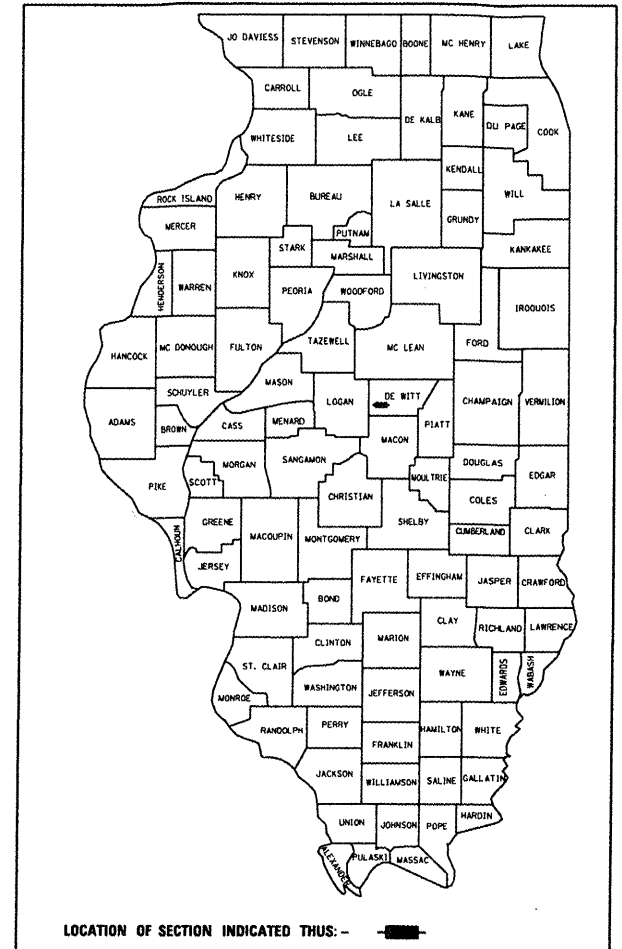 JO DAVIESS STEVENSON WINNEBAGO BOONE MC HENRY LAKE
CARROLL OGLE DE KALB KANE DU PAGE COOK
WHITESIDE LEE
KENDALL WILL
ROCK ISLAND HENRY BUREAU LA SALLE GRUNDY
MERCER PUTNAM
STARK MARSHALL KANKAKEE
HENDERSON WARREN KNOX PEORIA WOODFORD LIVINGSTON IROQUOIS
HANCOCK MC DONOUGH FULTON TAZEWELL MC LEAN FORD
MASON
SCHUYLER LOGAN DE WITT CHAMPAIGN VERMILION
ADAMS BROWN CASS MENARD MACON PIATT
MORGAN SANGAMON DOUGLAS
PIKE SCOTT CHRISTIAN MOULTRIE COLES EDGAR
GREENE MACOUPIN MONTGOMERY SHELBY CUMBERLAND CLARK
CALHOUN JERSEY
FAYETTE EFFINGHAM JASPER CRAWFORD
MADISON BOND
CLAY RICHLAND LAWRENCE
CLINTON MARION
ST. CLAIR WAYNE EDWARDS WABASH
WASHINGTON JEFFERSON
MONROE
RANDOLPH PERRY HAMILTON WHITE
FRANKLIN
JACKSON WILLIAMSON SALINE GALLATIN
UNION JOHNSON POPE HARDIN
ALEXANDER PULASKI MASSAC
LOCATION OF SECTION INDICATED THUS:-